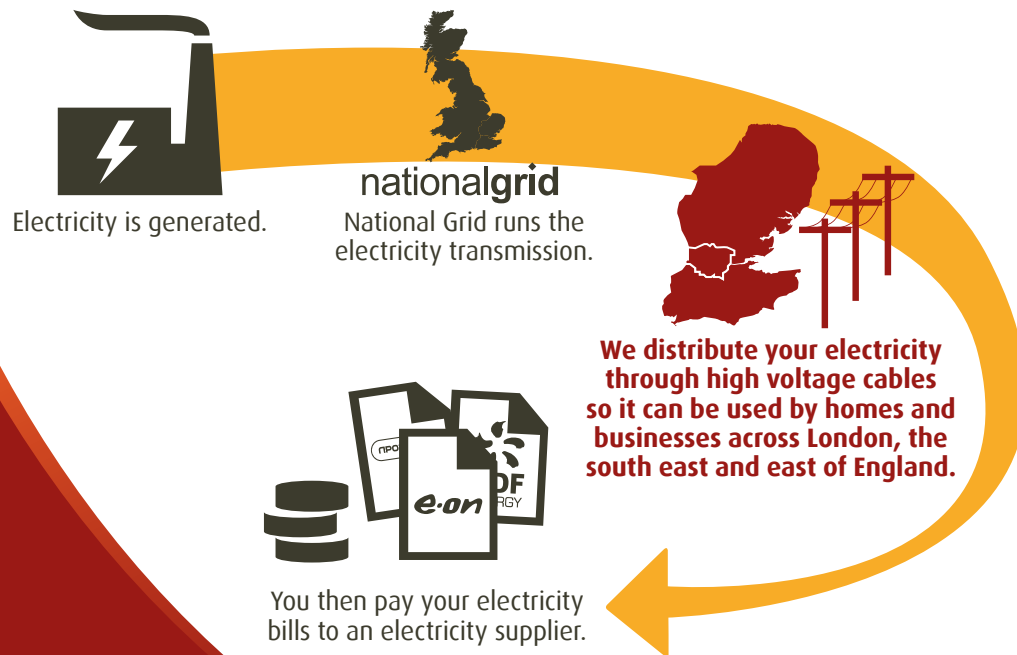 Electricity is generated.
nationalgrid
National Grid runs the
electricity transmission.
We distribute your electricity
through high voltage cables
so it can be used by homes and
businesses across London, the
south east and east of England.
e·on
You then pay your electricity
bills to an electricity supplier.